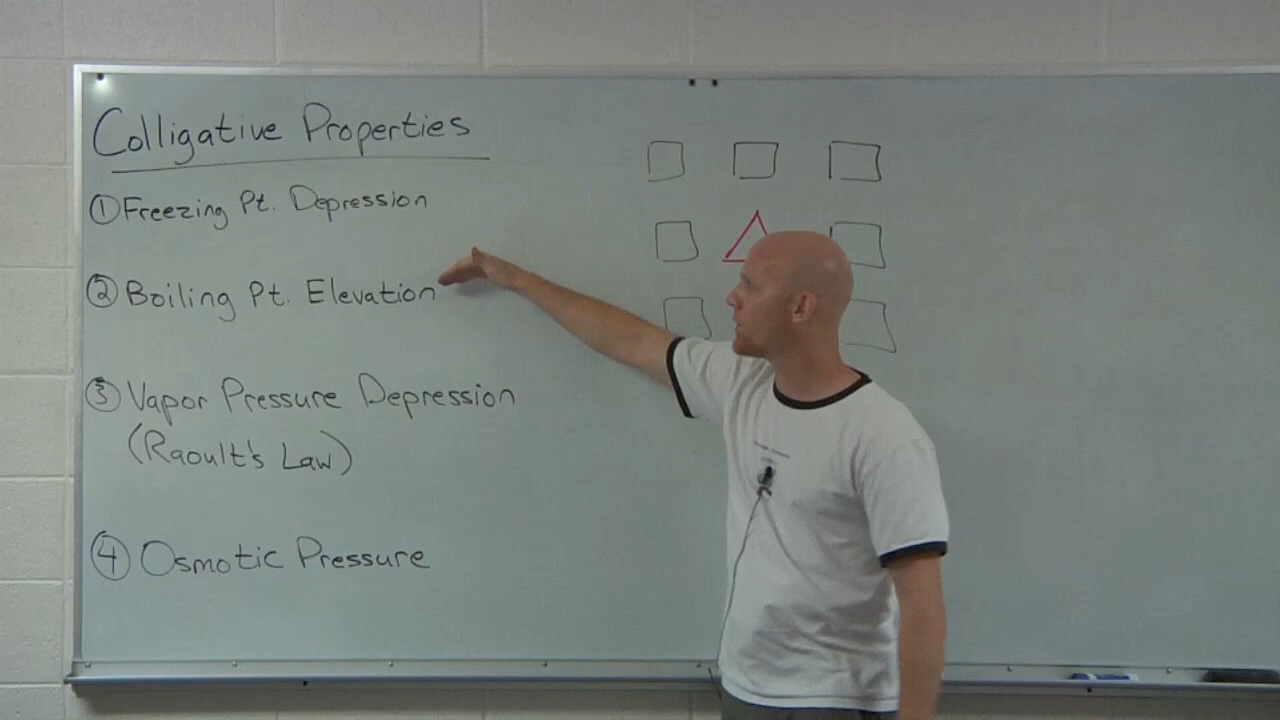 Colligative Properties
① Freezing Pt. Depression
② Boiling Pt. Elevation
③ Vapor Pressure Depression
(Raoult's Law)
④ Osmotic Pressure